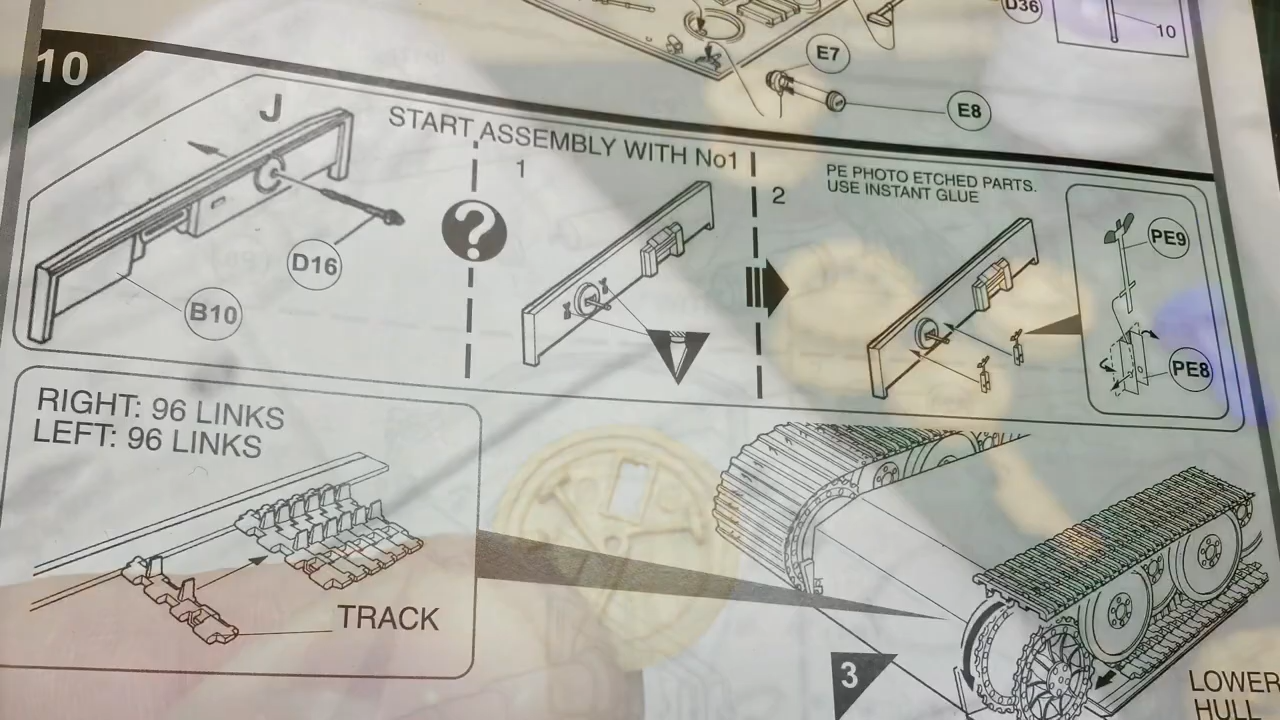 D36
10
E7
E8
10
J
START ASSEMBLY WITH No1
D16
B10
?
1
2
PE PHOTO ETCHED PARTS.
USE INSTANT GLUE
PE9
PE8
RIGHT: 96 LINKS
LEFT: 96 LINKS
TRACK
3
LOWER
HULL